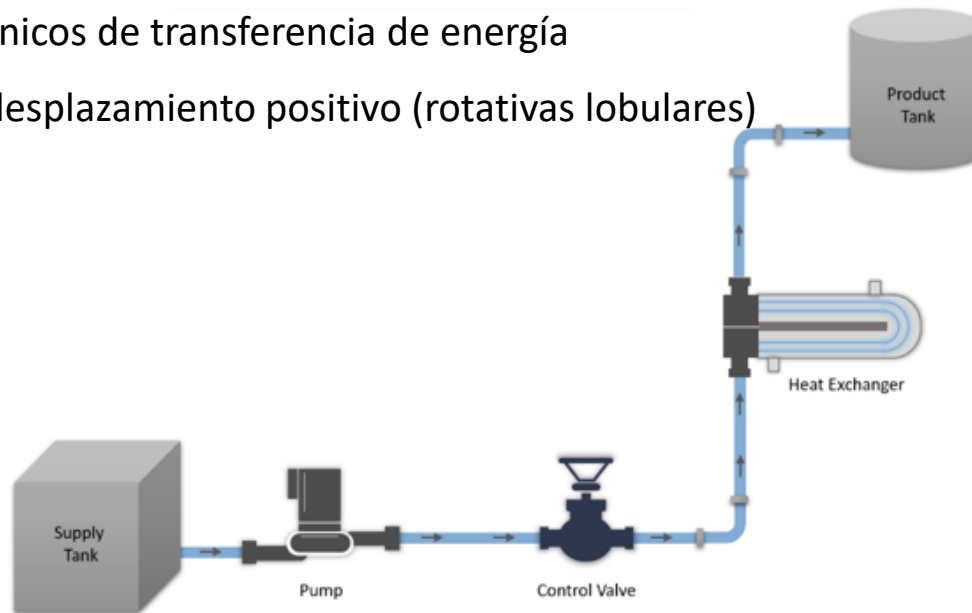 nicos de transferencia de energía
desplazamiento positivo (rotativas lobulares)
Product
Tank
Heat Exchanger
Supply
Tank
Pump
Control Valve